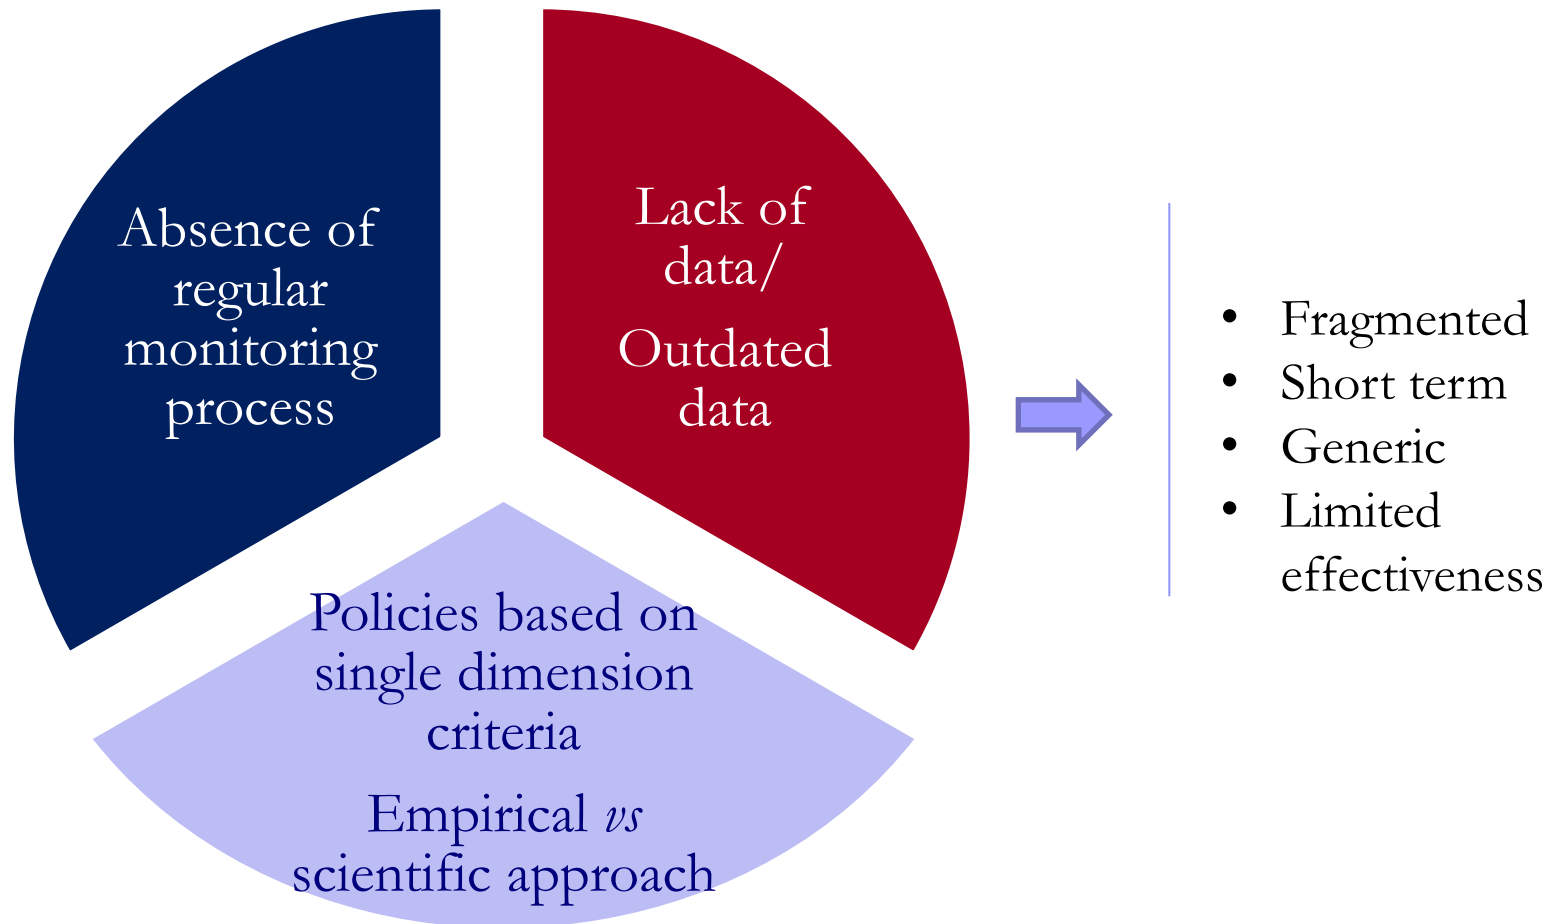 Absence of
regular
monitoring
process
Lack of
data/
Outdated
data
Policies based on
single dimension
criteria
Empirical vs
scientific approach
• Fragmented
• Short term
• Generic
• Limited
effectiveness